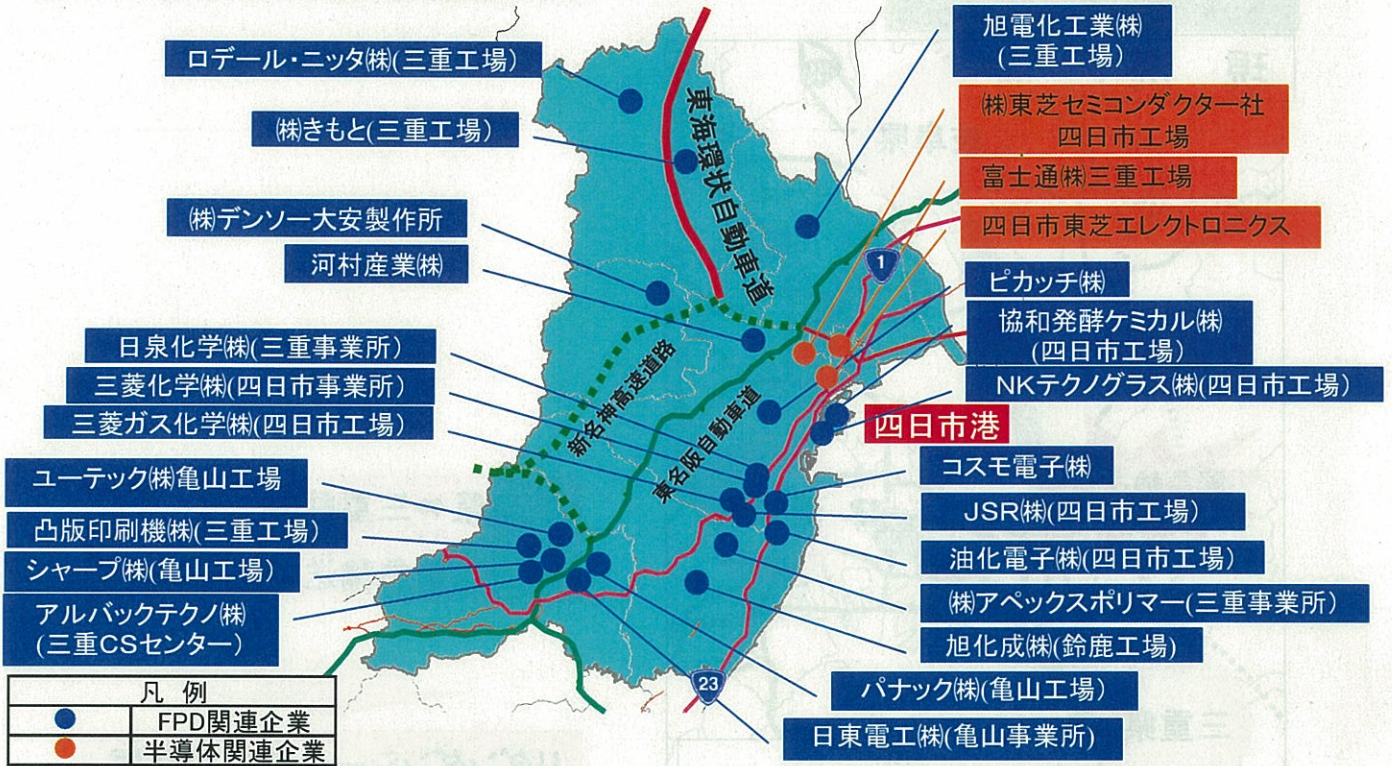 ロデール・ニッタ㈱(三重工場)
㈱きもと(三重工場)
㈱デンソー大安製作所
河村産業㈱
日泉化学㈱(三重事業所)
三菱化学㈱(四日市事業所)
三菱ガス化学㈱(四日市工場)
ユーテック㈱亀山工場
凸版印刷機㈱(三重工場)
シャープ㈱(亀山工場)
アルバックテクノ㈱
(三重CSセンター)
凡 例
FPD関連企業
半導体関連企業
東海環状自動車道
新名神高速道路
東名阪自動車道
1
23
旭電化工業㈱
(三重工場)
㈱東芝セミコンダクター社
四日市工場
富士通㈱三重工場
四日市東芝エレクトロニクス
ピカッチ㈱
協和発酵ケミカル㈱
(四日市工場)
NKテクノグラス㈱(四日市工場)
四日市港
コスモ電子㈱
JSR㈱(四日市工場)
油化電子㈱(四日市工場)
㈱アペックスポリマー(三重事業所)
旭化成㈱(鈴鹿工場)
パナック㈱(亀山工場)
日東電工㈱(亀山事業所)